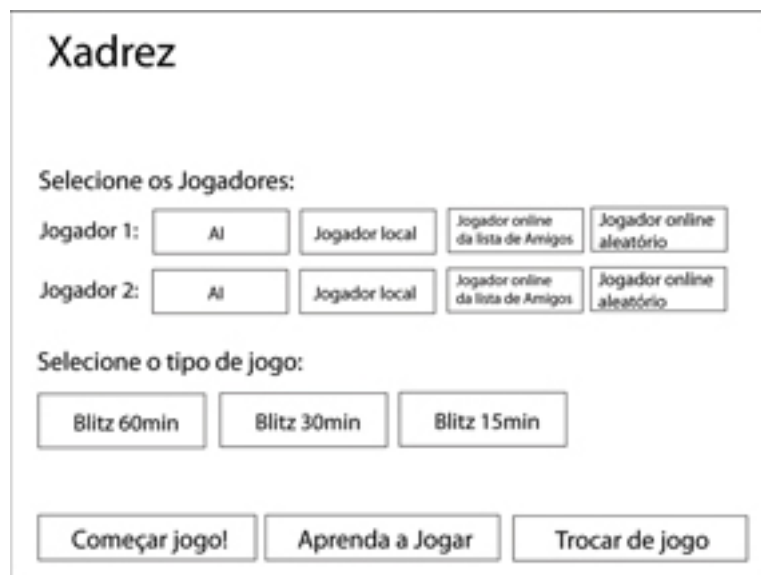 Xadrez
Selecione os Jogadores:
Jogador 1: AI Jogador local Jogador online da lista de Amigos Jogador online aleatório
Jogador 2: AI Jogador local Jogador online da lista de Amigos Jogador online aleatório
Selecione o tipo de jogo:
Blitz 60min Blitz 30min Blitz 15min
Começar jogo! Aprenda a Jogar Trocar de jogo